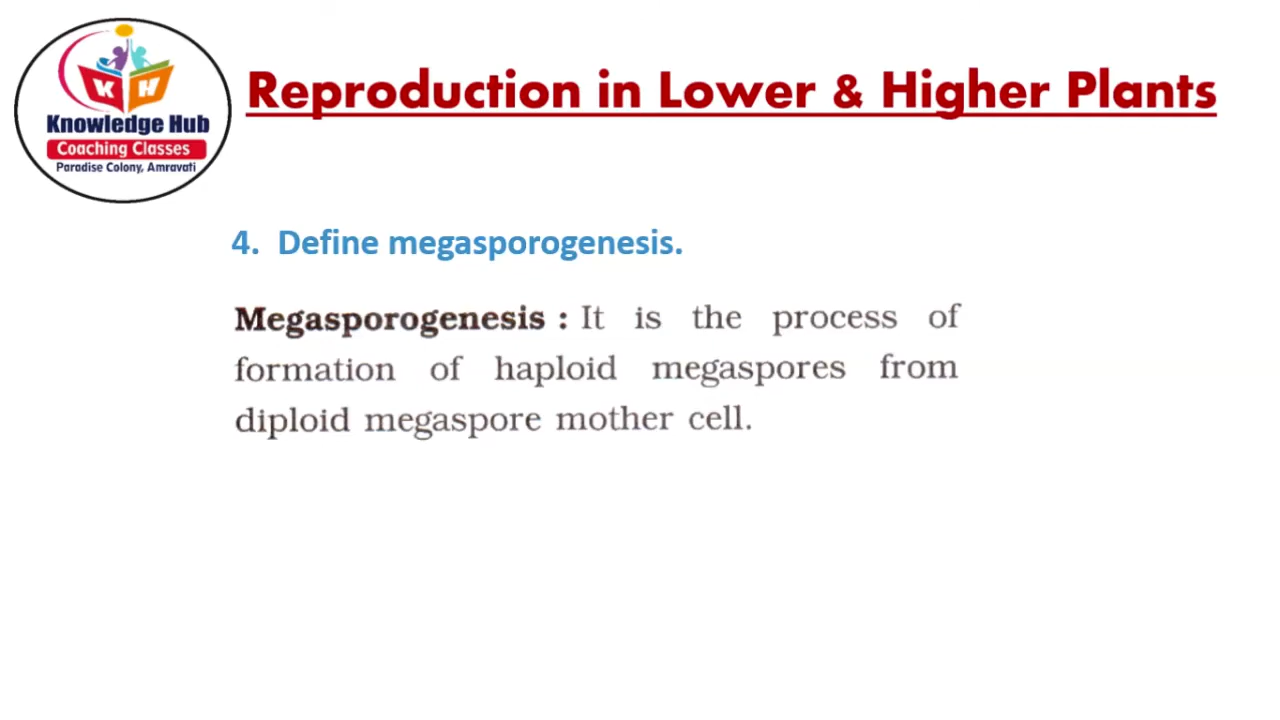 K H
Knowledge Hub
Coaching Classes
Paradise Colony, Amravati
Reproduction in Lower & Higher Plants
4. Define megasporogenesis.
Megasporogenesis : It is the process of
formation of haploid megaspores from
diploid megaspore mother cell.